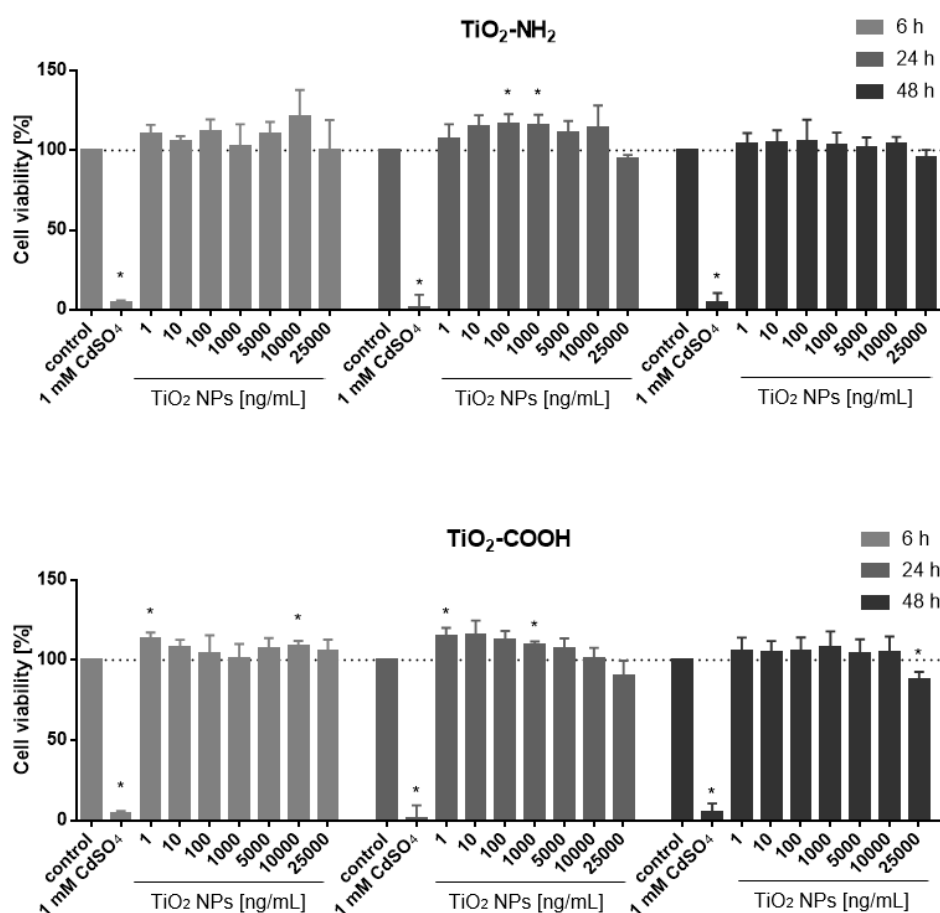 TiO₂-NH₂
6 h
24 h
48 h
Cell viability [%]
150
100
50
0
* * * * *
control 1 mM CdSO₄ 1 10 100 1000 5000 10000 25000 control 1 mM CdSO₄ 1 10 100 1000 5000 10000 25000 control 1 mM CdSO₄ 1 10 100 1000 5000 10000 25000
TiO₂ NPs [ng/mL] TiO₂ NPs [ng/mL] TiO₂ NPs [ng/mL]
TiO₂-COOH
6 h
24 h
48 h
Cell viability [%]
150
100
50
0
* * * * * * * *
control 1 mM CdSO₄ 1 10 100 1000 5000 10000 25000 control 1 mM CdSO₄ 1 10 100 1000 5000 10000 25000 control 1 mM CdSO₄ 1 10 100 1000 5000 10000 25000
TiO₂ NPs [ng/mL] TiO₂ NPs [ng/mL] TiO₂ NPs [ng/mL]